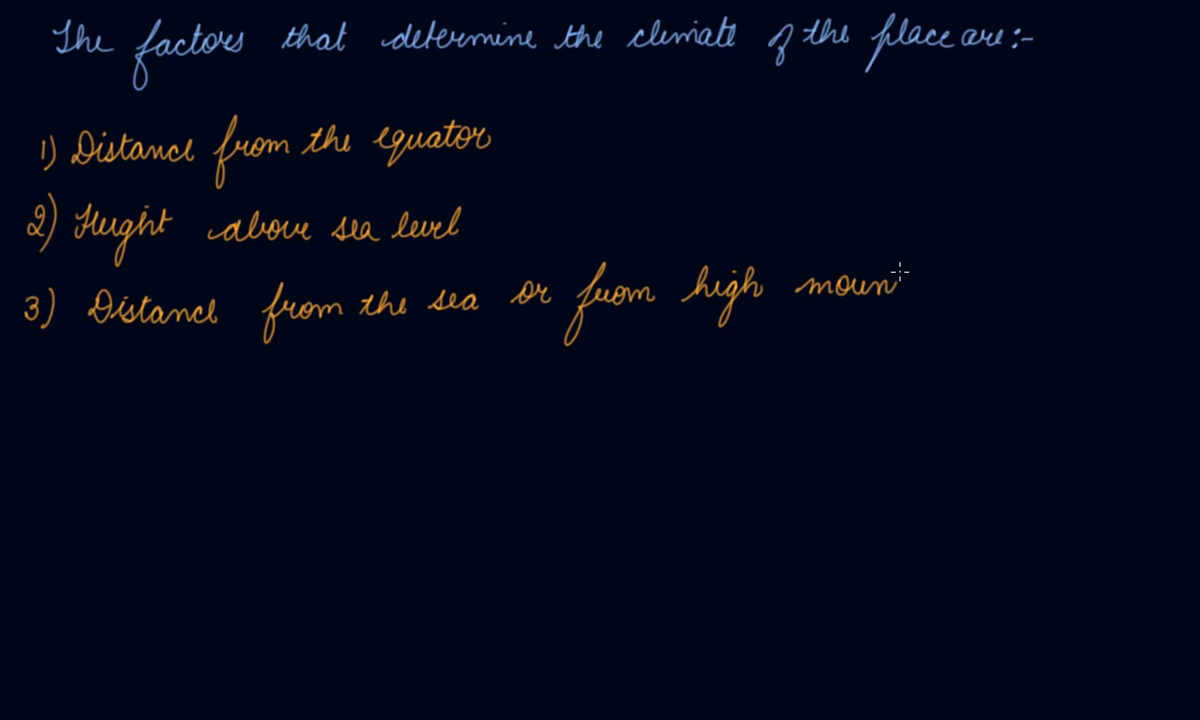 The factors that determine the climate of the place are:-
1) Distance from the equator
2) Height above sea level
3) Distance from the sea or from high moun